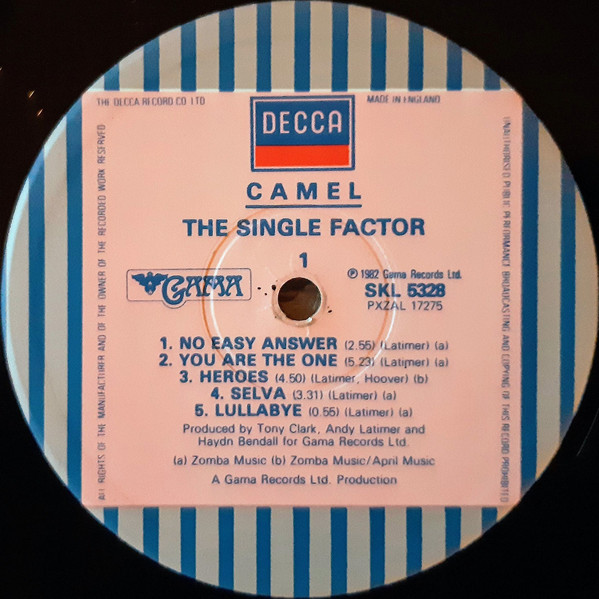 THE DECCA RECORD CO LTD
MADE IN ENGLAND
DECCA
CAMEL
THE SINGLE FACTOR
1
GAMA
℗ 1982 Gama Records Ltd.
SKL 5328
PXZAL 17275
1. NO EASY ANSWER (2.55) (Latimer) (a)
2. YOU ARE THE ONE (5.23) (Latimer) (a)
3. HEROES (4.50) (Latimer, Hoover) (b)
4. SELVA (3.31) (Latimer) (a)
5. LULLABYE (0.55) (Latimer) (a)
Produced by Tony Clark, Andy Latimer and
Haydn Bendall for Gama Records Ltd.
(a) Zomba Music (b) Zomba Music/April Music
A Gama Records Ltd. Production
ALL RIGHTS OF THE MANUFACTURER AND OF THE OWNER OF THE RECORDED WORK RESERVED
UNAUTHORISED PUBLIC PERFORMANCE BROADCASTING AND COPYING OF THIS RECORD PROHIBITED